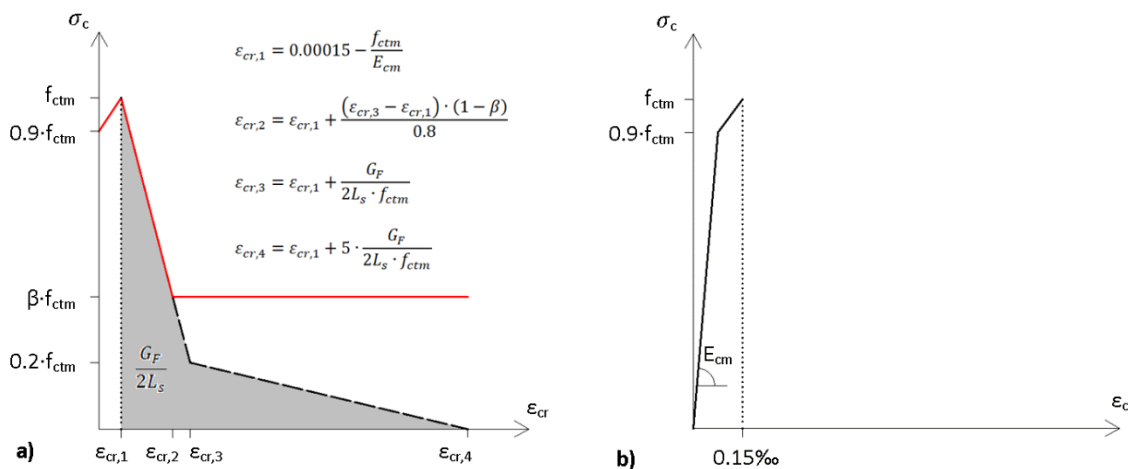 σc
fctm
0.9·fctm
β·fctm
0.2·fctm
εcr,1 = 0.00015 − fctm/Ecm
εcr,2 = εcr,1 + (εcr,3 − εcr,1) · (1 − β)/0.8
εcr,3 = εcr,1 + GF/2Ls · fctm
εcr,4 = εcr,1 + 5 · GF/2Ls · fctm
GF/2Ls
εcr
a)
εcr,1 εcr,2 εcr,3 εcr,4
σc
fctm
0.9·fctm
Ecm
εc
b)
0.15‰